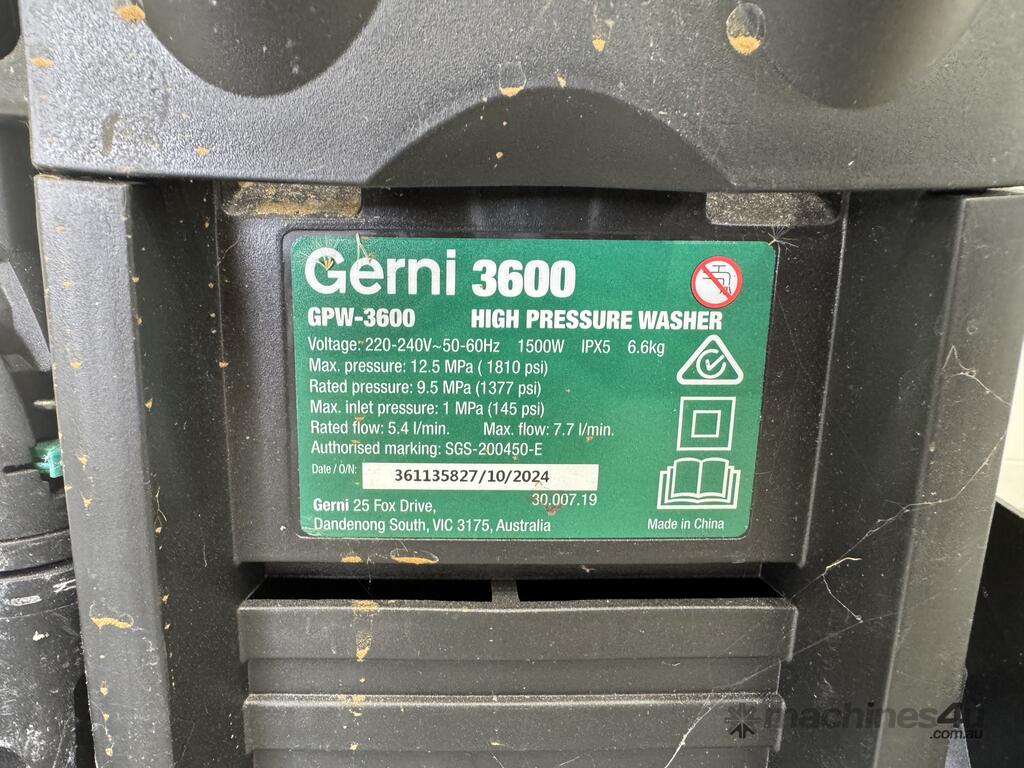 Gerni 3600
GPW-3600 HIGH PRESSURE WASHER
Voltage: 220-240V~50-60Hz 1500W IPX5 6.6kg
Max. pressure: 12.5 MPa ( 1810 psi)
Rated pressure: 9.5 MPa (1377 psi)
Max. inlet pressure: 1 MPa (145 psi)
Rated flow: 5.4 l/min. Max. flow: 7.7 l/min.
Authorised marking: SGS-200450-E
Date / O/N: 361135827/10/2024
30.007.19
Gerni 25 Fox Drive,
Dandenong South, VIC 3175, Australia
Made in China
machines4u
.com.au